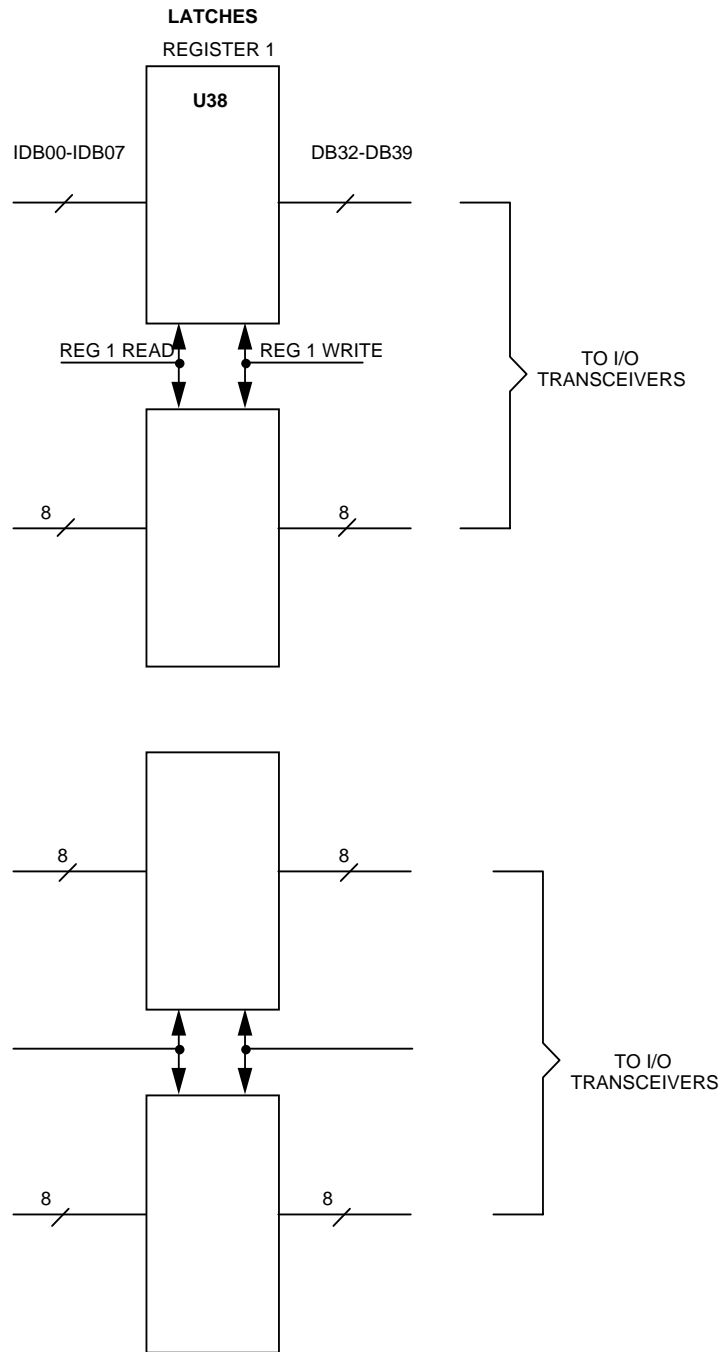 LATCHES
REGISTER 1
U38
IDB00-IDB07
DB32-DB39
REG 1 READ
REG 1 WRITE
TO I/O
TRANSCEIVERS
8
8
8
8
TO I/O
TRANSCEIVERS
8
8